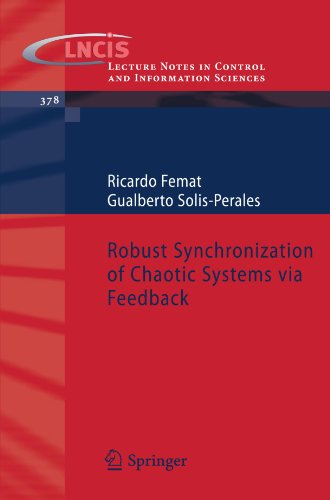 LNCIS
Lecture Notes in Control
and Information Sciences
378
Ricardo Femat
Gualberto Solis-Perales
Robust Synchronization
of Chaotic Systems via
Feedback
Springer